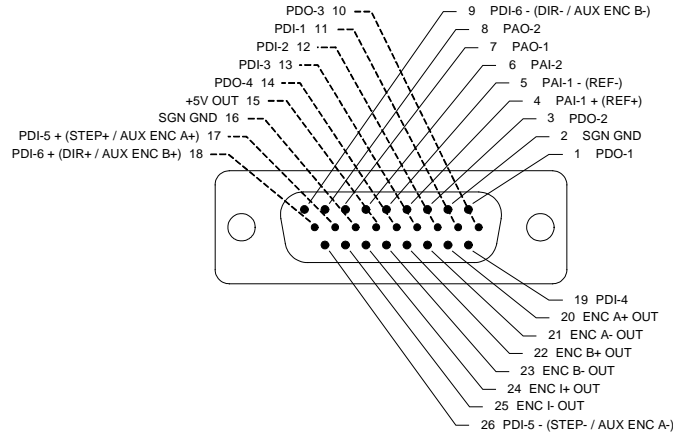 PDO-3 10
PDI-1 11
PDI-2 12
PDI-3 13
PDO-4 14
+5V OUT 15
SGN GND 16
PDI-5 + (STEP+ / AUX ENC A+) 17
PDI-6 + (DIR+ / AUX ENC B+) 18
9 PDI-6 - (DIR- / AUX ENC B-)
8 PAO-2
7 PAO-1
6 PAI-2
5 PAI-1 - (REF-)
4 PAI-1 + (REF+)
3 PDO-2
2 SGN GND
1 PDO-1
19 PDI-4
20 ENC A+ OUT
21 ENC A- OUT
22 ENC B+ OUT
23 ENC B- OUT
24 ENC I+ OUT
25 ENC I- OUT
26 PDI-5 - (STEP- / AUX ENC A-)